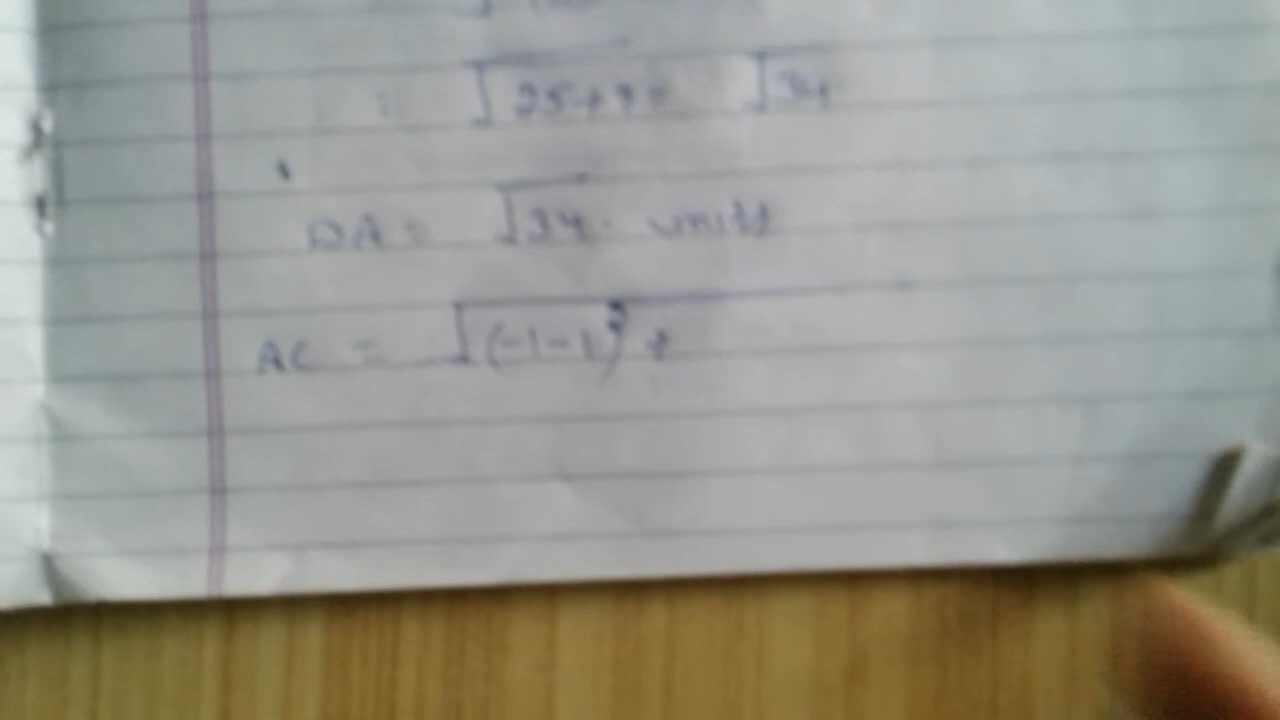 √25+9 = √34
DA = √34. units
AC = √(-1-1)² +